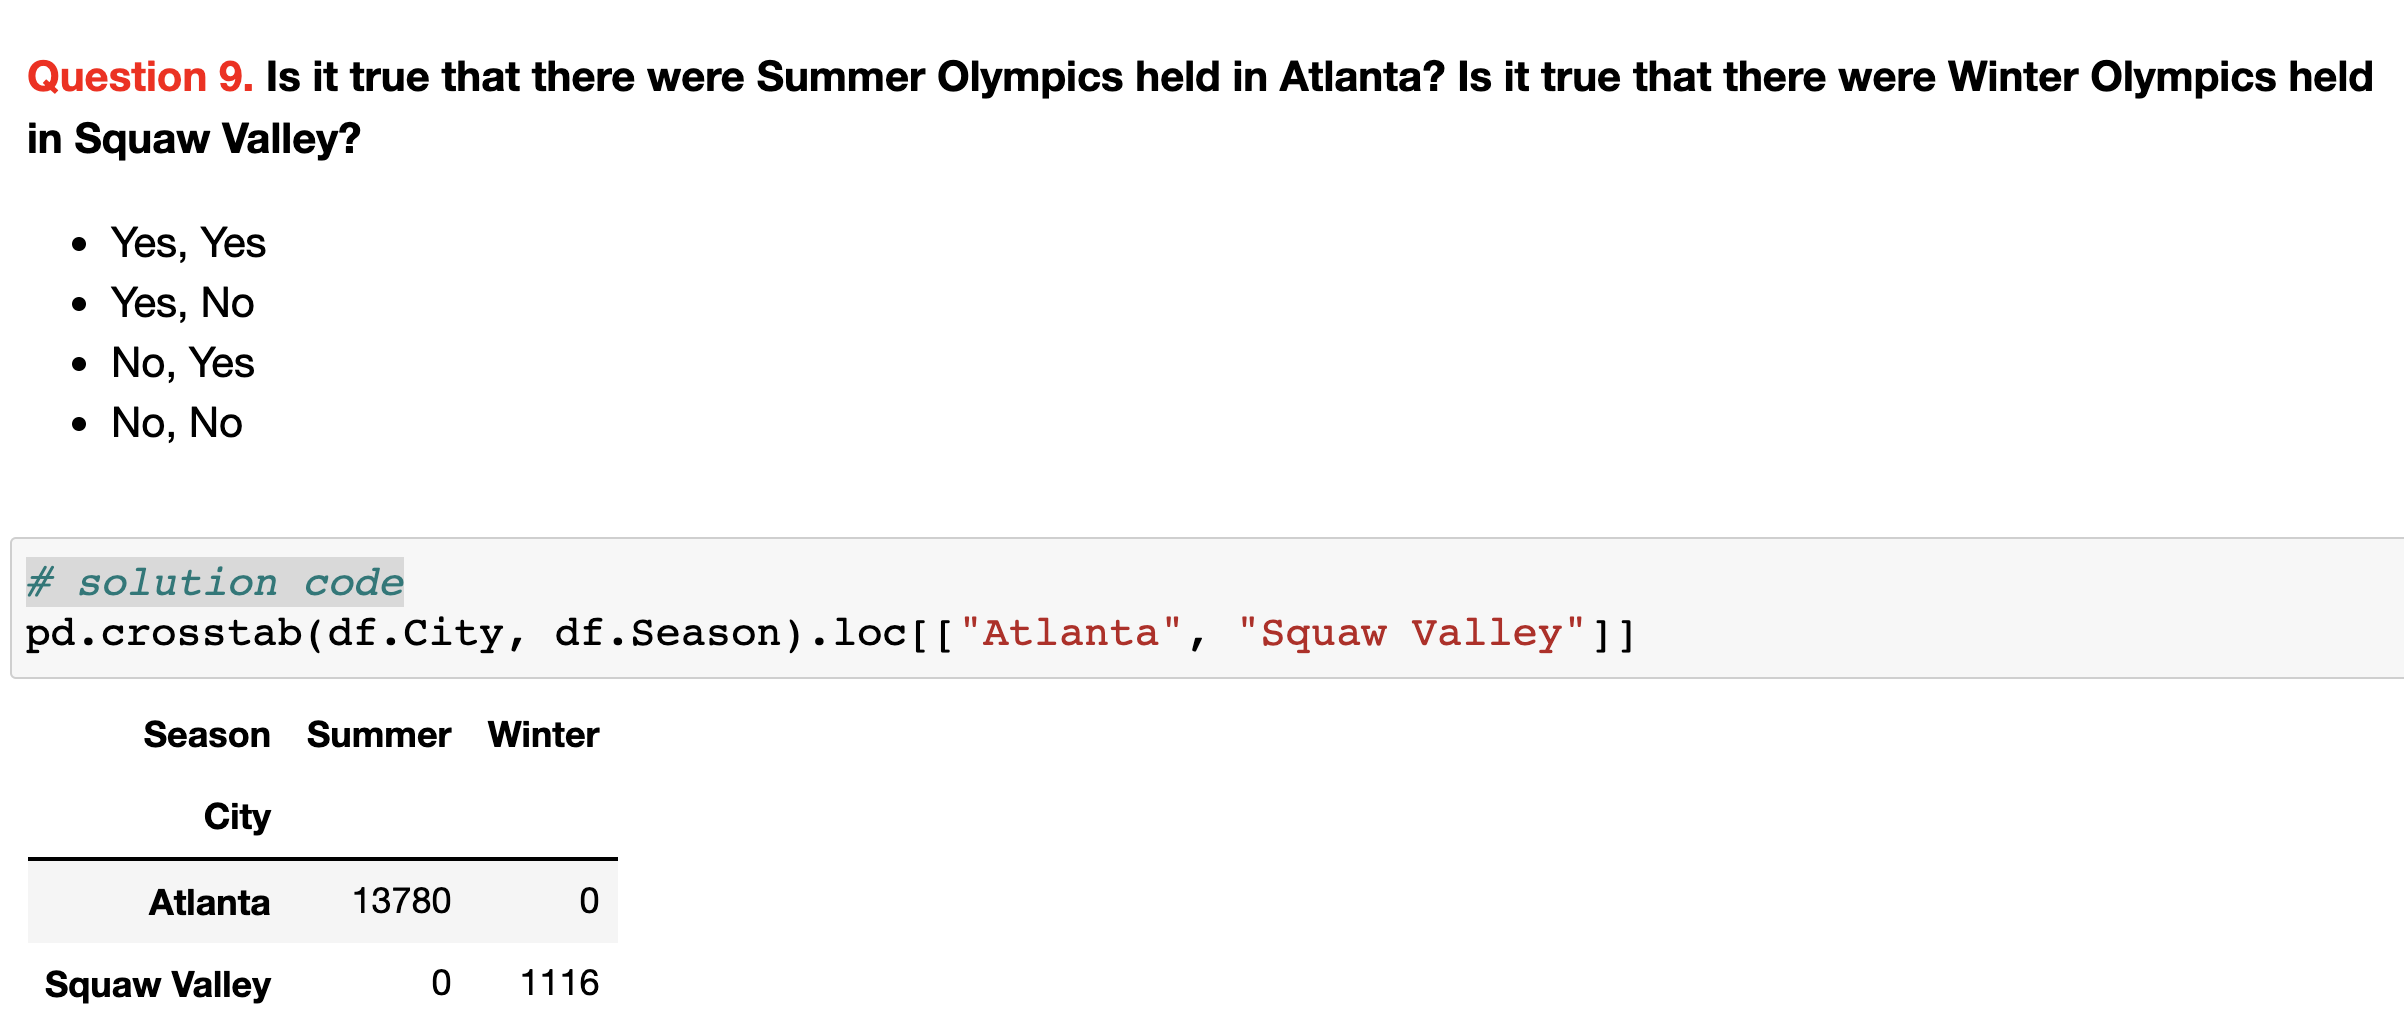 Question 9. Is it true that there were Summer Olympics held in Atlanta? Is it true that there were Winter Olympics held
in Squaw Valley?
• Yes, Yes
• Yes, No
• No, Yes
• No, No
# solution code
pd.crosstab(df.City, df.Season).loc[["Atlanta", "Squaw Valley"]]
Season Summer Winter
City
Atlanta 13780 0
Squaw Valley 0 1116